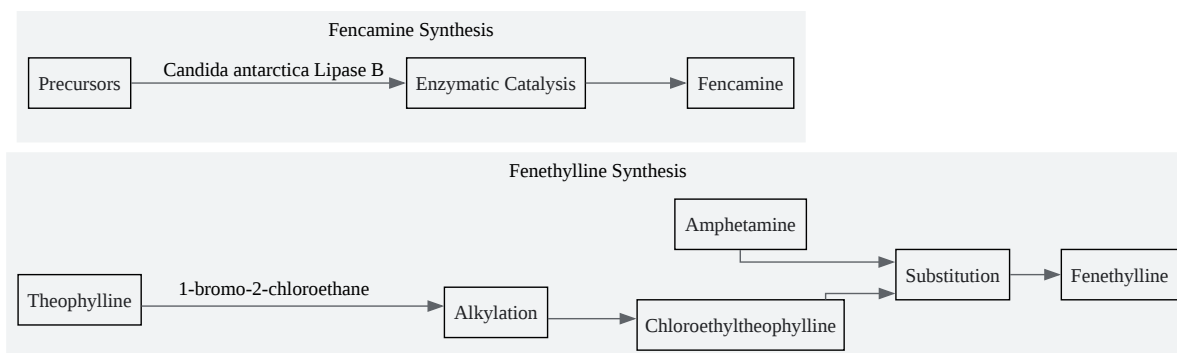 Fencamine Synthesis
Precursors
Candida antarctica Lipase B
Enzymatic Catalysis
Fencamine
Fenethylline Synthesis
Amphetamine
Theophylline
1-bromo-2-chloroethane
Alkylation
Chloroethyltheophylline
Substitution
Fenethylline